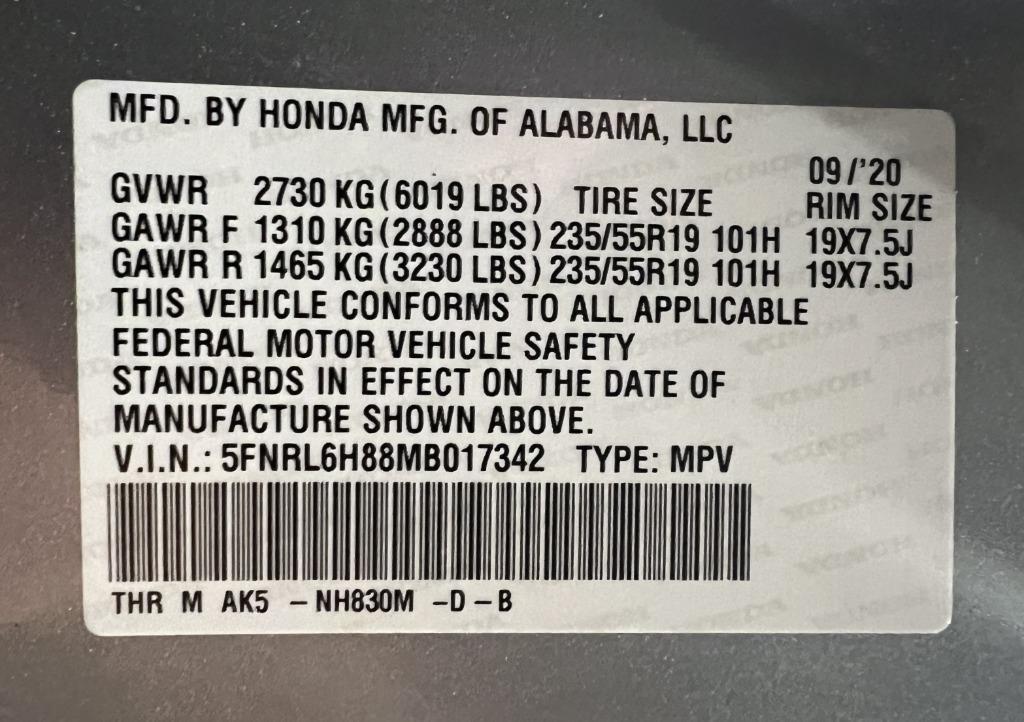 MFD. BY HONDA MFG. OF ALABAMA, LLC
09/'20
GVWR 2730 KG(6019 LBS) TIRE SIZE RIM SIZE
GAWR F 1310 KG(2888 LBS) 235/55R19 101H 19X7.5J
GAWR R 1465 KG(3230 LBS) 235/55R19 101H 19X7.5J
THIS VEHICLE CONFORMS TO ALL APPLICABLE
FEDERAL MOTOR VEHICLE SAFETY
STANDARDS IN EFFECT ON THE DATE OF
MANUFACTURE SHOWN ABOVE.
V.I.N.: 5FNRL6H88MB017342 TYPE: MPV
THR M AK5 -NH830M -D-B